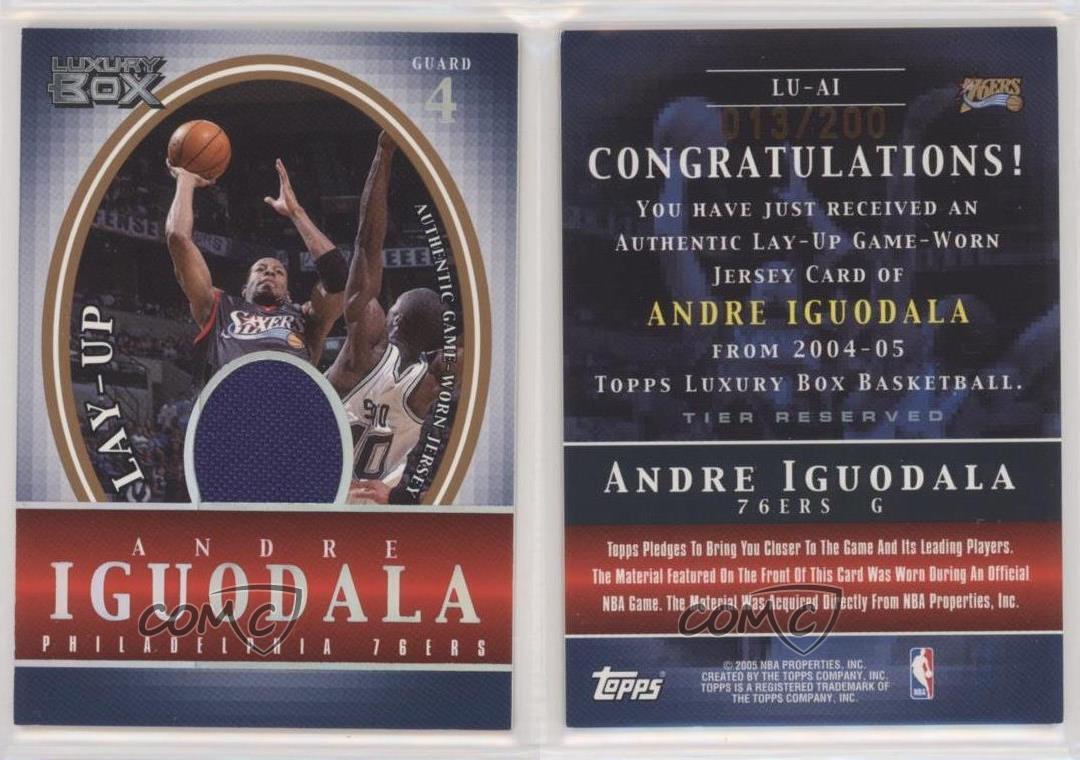 LUXURY
BOX
GUARD
4
LAY-UP
AUTHENTIC GAME-WORN JERSEY
SIXERS
ANDRE
IGUODALA
PHILADELPHIA 76ERS
COMC
LU-AI
76ERS
013/200
CONGRATULATIONS!
YOU HAVE JUST RECEIVED AN
AUTHENTIC LAY-UP GAME-WORN
JERSEY CARD OF
ANDRE IGUODALA
FROM 2004-05
TOPPS LUXURY BOX BASKETBALL.
TIER RESERVED
ANDRE IGUODALA
76ERS G
Topps Pledges To Bring You Closer To The Game And Its Leading Players.
The Material Featured On The Front Of This Card Was Worn During An Official
NBA Game. The Material Was Acquired Directly From NBA Properties, Inc.
COMC
topps
© 2005 NBA PROPERTIES, INC.
CREATED BY THE TOPPS COMPANY, INC.
TOPPS IS A REGISTERED TRADEMARK OF
THE TOPPS COMPANY, INC.
NBA